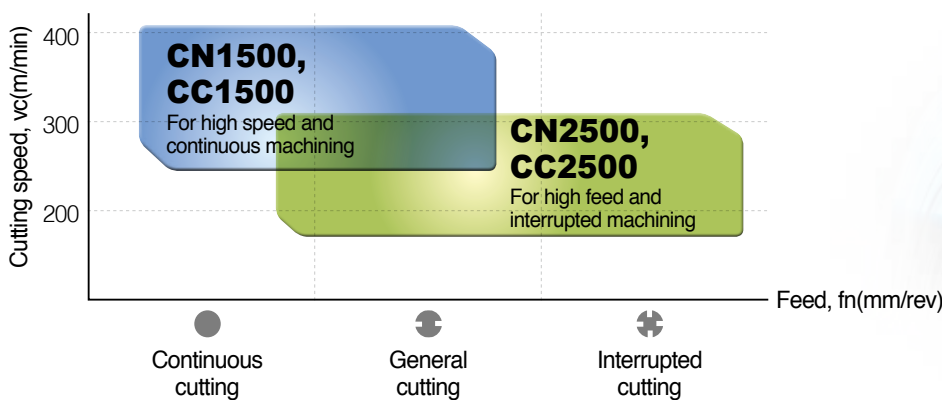 Cutting speed, vc(m/min)
400
300
200
CN1500,
CC1500
For high speed and
continuous machining
CN2500,
CC2500
For high feed and
interrupted machining
Feed, fn(mm/rev)
Continuous
cutting
General
cutting
Interrupted
cutting